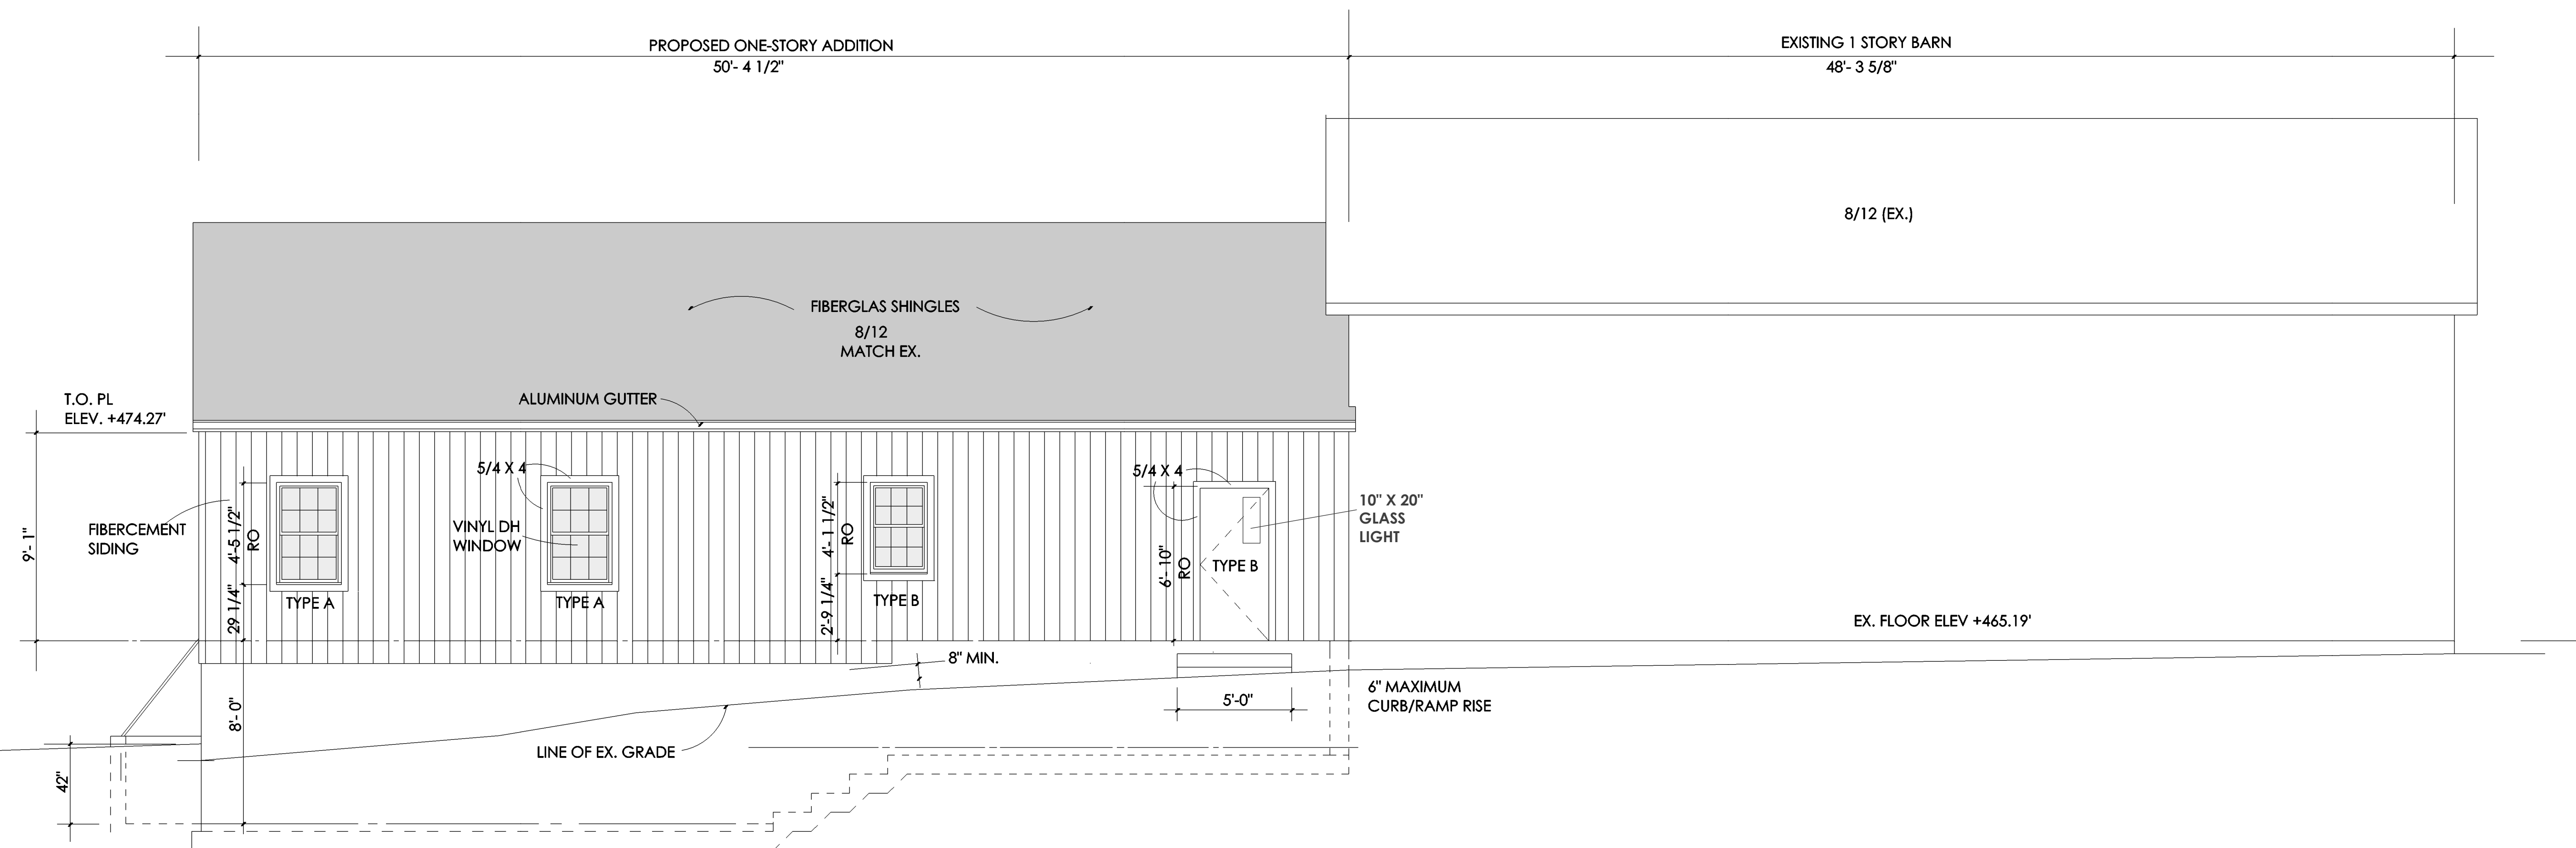 PROPOSED ONE-STORY ADDITION
50'- 4 1/2"
EXISTING 1 STORY BARN
48'- 3 5/8"
8/12 (EX.)
FIBERGLAS SHINGLES
8/12
MATCH EX.
T.O. PL
ELEV. +474.27'
ALUMINUM GUTTER
9'- 1"
FIBERCEMENT
SIDING
4'-5 1/2"
RO
29 1/4"
TYPE A
5/4 X 4
VINYL DH
WINDOW
TYPE A
4'- 1 1/2"
RO
2'-9 1/4"
TYPE B
5/4 X 4
6'- 10"
RO
TYPE B
10" X 20"
GLASS
LIGHT
EX. FLOOR ELEV +465.19'
8" MIN.
5'-0"
6" MAXIMUM
CURB/RAMP RISE
8'- 0"
LINE OF EX. GRADE
42"